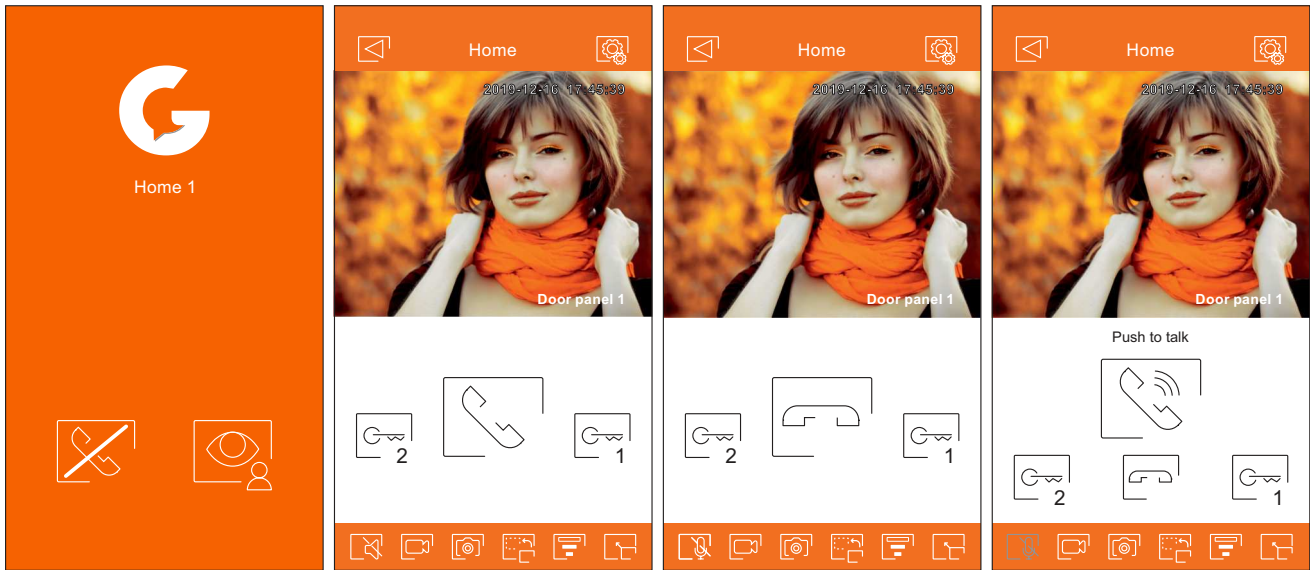 Home 1
Home
2019-12-16 17:45:39
Door panel 1
2
1
Home
2019-12-16 17:45:39
Door panel 1
2
1
Home
2019-12-16 17:45:39
Door panel 1
Push to talk
2
1